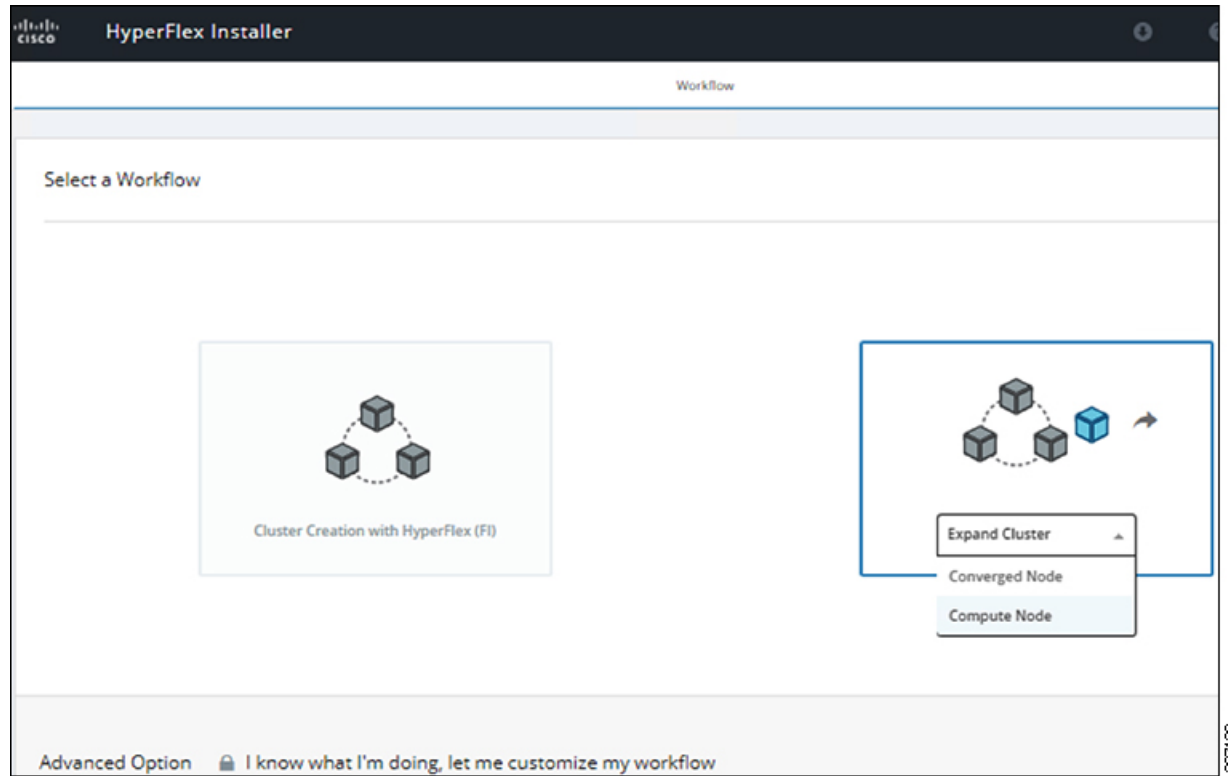 cisco
HyperFlex Installer
Workflow
Select a Workflow
Cluster Creation with HyperFlex (FI)
Expand Cluster
Converged Node
Compute Node
Advanced Option I know what I'm doing, let me customize my workflow